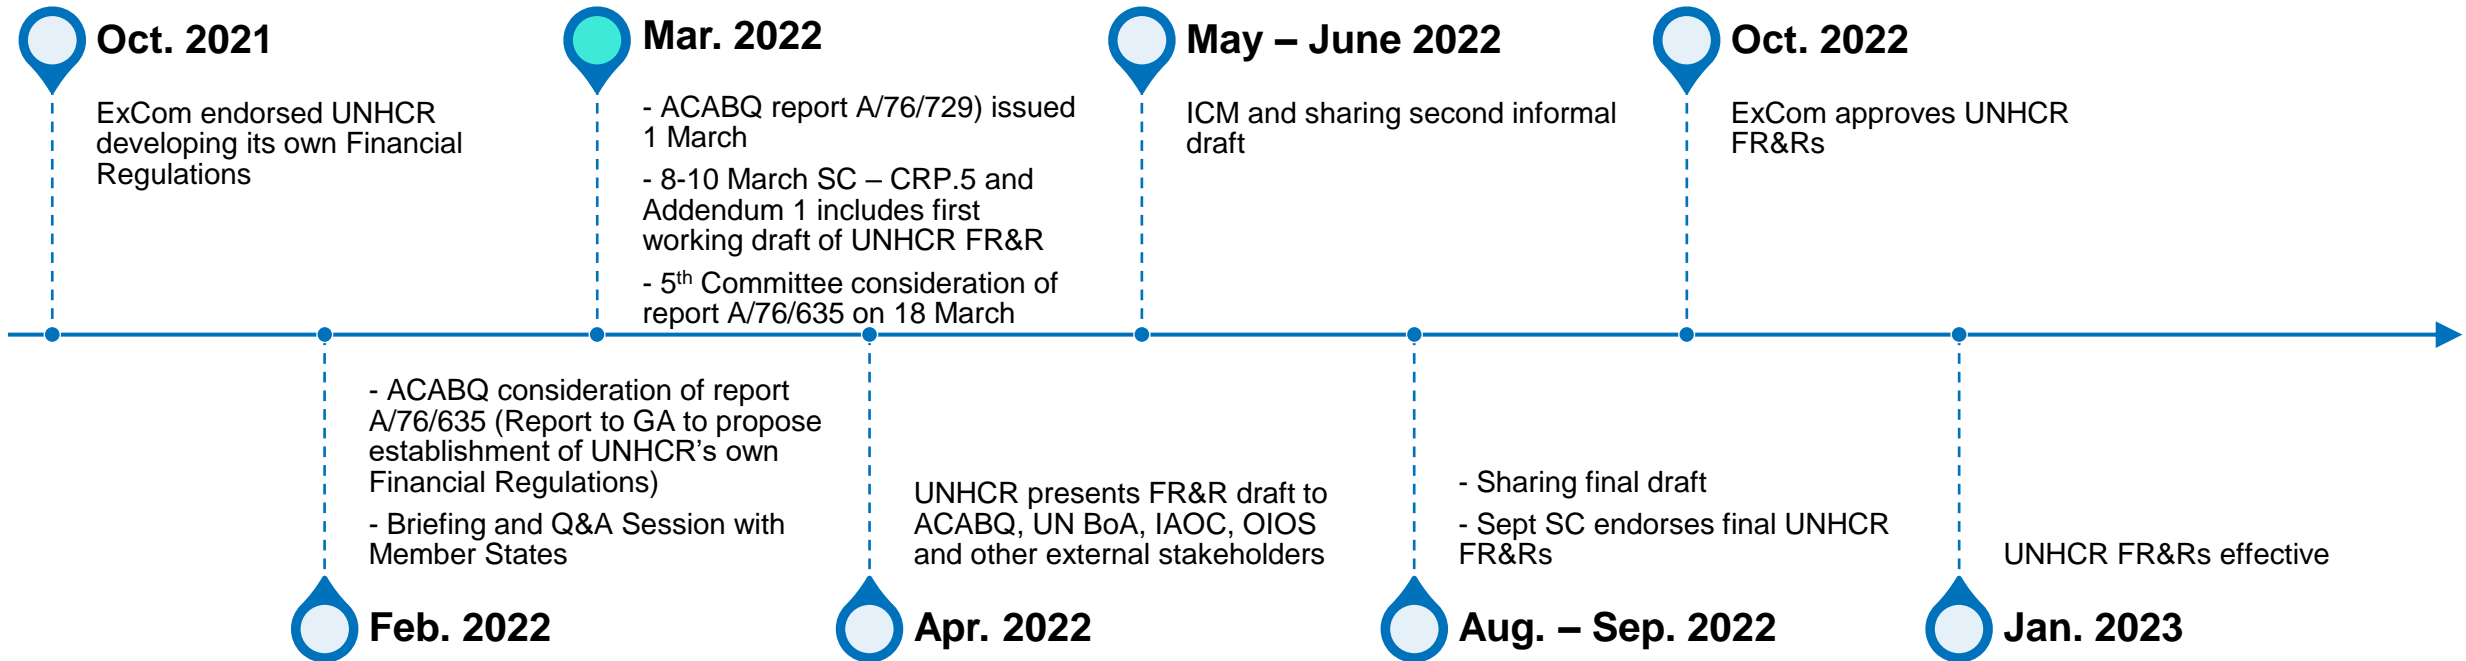 Oct. 2021
ExCom endorsed UNHCR
developing its own Financial
Regulations
Mar. 2022
- ACABQ report A/76/729) issued
1 March
- 8-10 March SC – CRP.5 and
Addendum 1 includes first
working draft of UNHCR FR&R
- 5th Committee consideration of
report A/76/635 on 18 March
May – June 2022
ICM and sharing second informal
draft
Oct. 2022
ExCom approves UNHCR
FR&Rs
- ACABQ consideration of report
A/76/635 (Report to GA to propose
establishment of UNHCR’s own
Financial Regulations)
- Briefing and Q&A Session with
Member States
Feb. 2022
UNHCR presents FR&R draft to
ACABQ, UN BoA, IAOC, OIOS
and other external stakeholders
Apr. 2022
- Sharing final draft
- Sept SC endorses final UNHCR
FR&Rs
Aug. – Sep. 2022
UNHCR FR&Rs effective
Jan. 2023